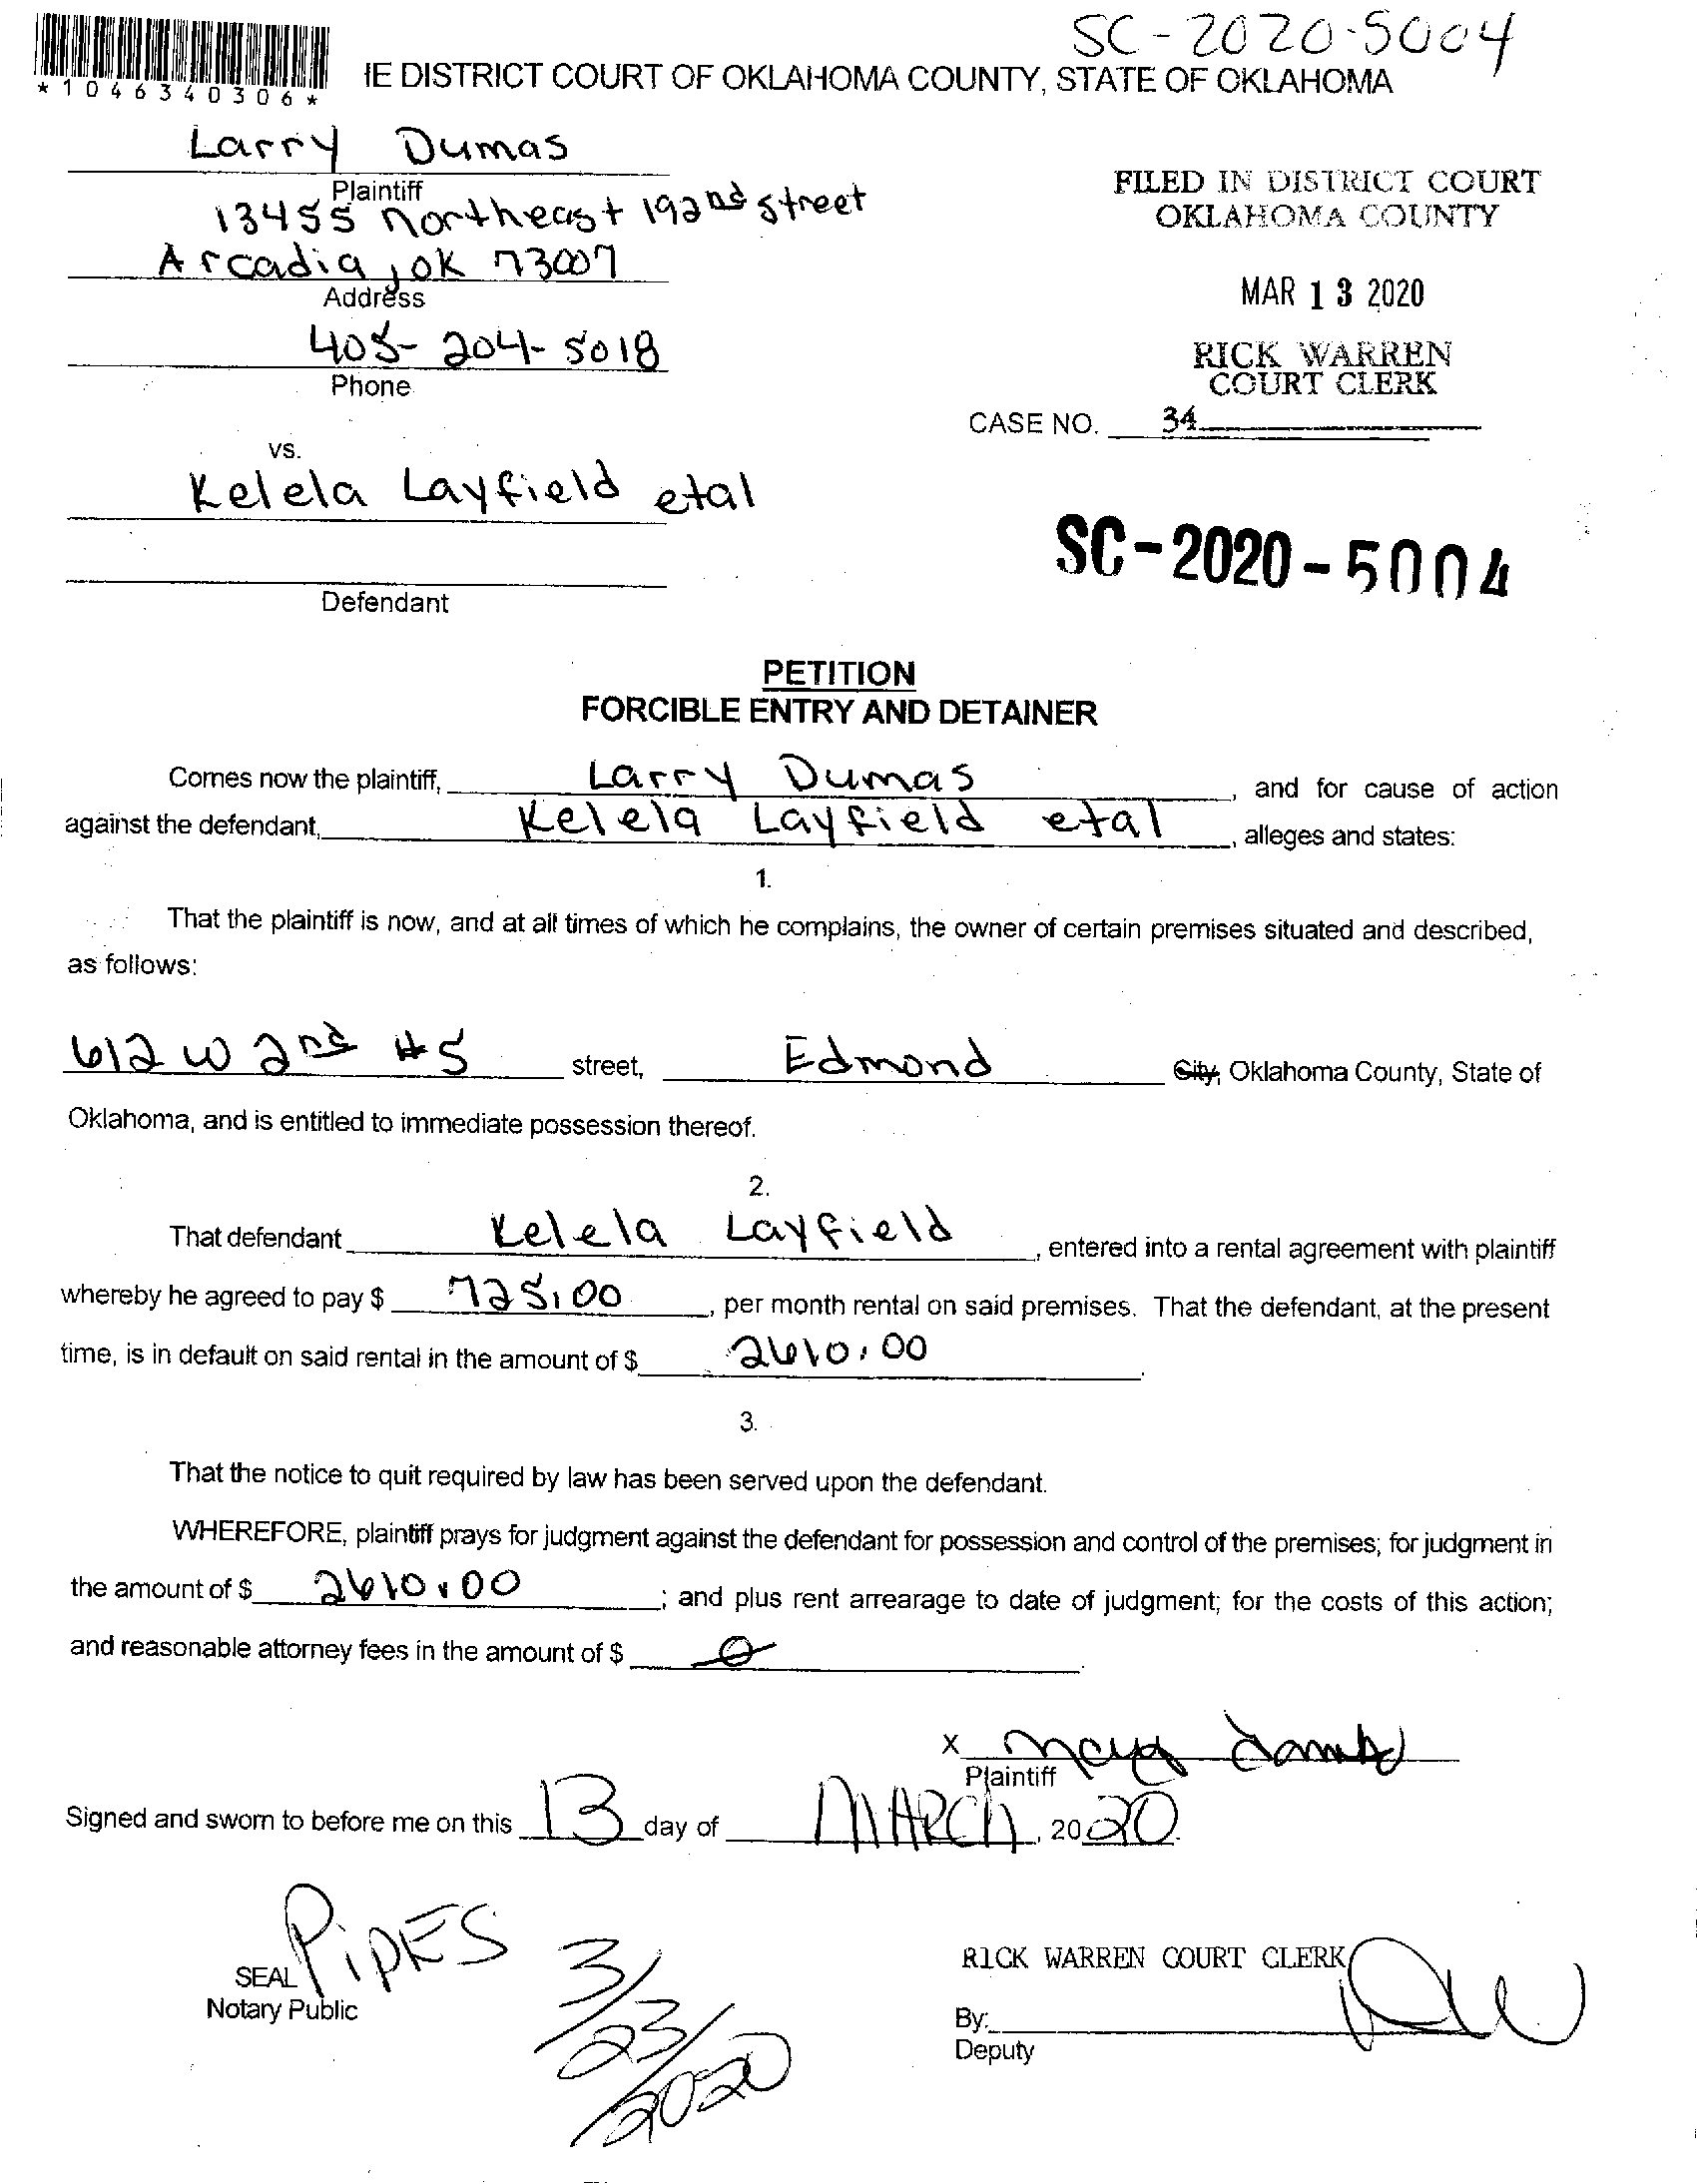 SC-2020-5004
*1046340306*
IE DISTRICT COURT OF OKLAHOMA COUNTY, STATE OF OKLAHOMA
Larry Dumas
Plaintiff
13455 northeast 192nd street
Arcadia, OK 73007
Address
405-204-5018
Phone
FILED IN DISTRICT COURT
OKLAHOMA COUNTY
MAR 13 2020
RICK WARREN
COURT CLERK
CASE NO. 34
vs.
Kelela Layfield etal
Defendant
SC-2020-5004
PETITION
FORCIBLE ENTRY AND DETAINER
Comes now the plaintiff, Larry Dumas, and for cause of action
against the defendant, Kelela Layfield etal, alleges and states:
1.
That the plaintiff is now, and at all times of which he complains, the owner of certain premises situated and described,
as follows:
612 W 2nd #5 street, Edmond City, Oklahoma County, State of
Oklahoma, and is entitled to immediate possession thereof.
2.
That defendant Kelela Layfield, entered into a rental agreement with plaintiff
whereby he agreed to pay $ 725.00, per month rental on said premises. That the defendant, at the present
time, is in default on said rental in the amount of $ 2610.00.
3.
That the notice to quit required by law has been served upon the defendant.
WHEREFORE, plaintiff prays for judgment against the defendant for possession and control of the premises; for judgment in
the amount of $ 2610.00; and plus rent arrearage to date of judgment; for the costs of this action;
and reasonable attorney fees in the amount of $ 0.
X
Plaintiff
Signed and sworn to before me on this 13 day of MARCH, 2020.
PIPES
SEAL
Notary Public
3/23/2020
RICK WARREN COURT CLERK
By:
Deputy